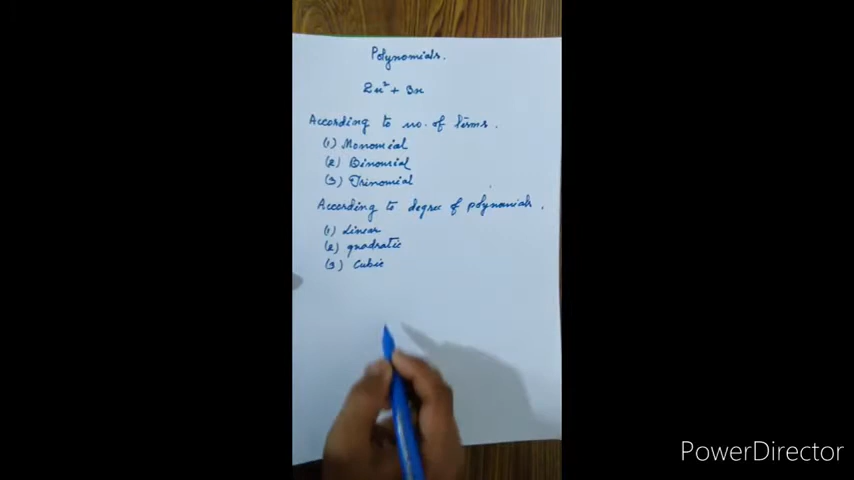 Polynomials.
2x² + 3x
According to no. of terms.
(1) Monomial
(2) Binomial
(3) Trinomial
According to degree of polynomials.
(1) Linear
(2) quadratic
(3) Cubic
PowerDirector